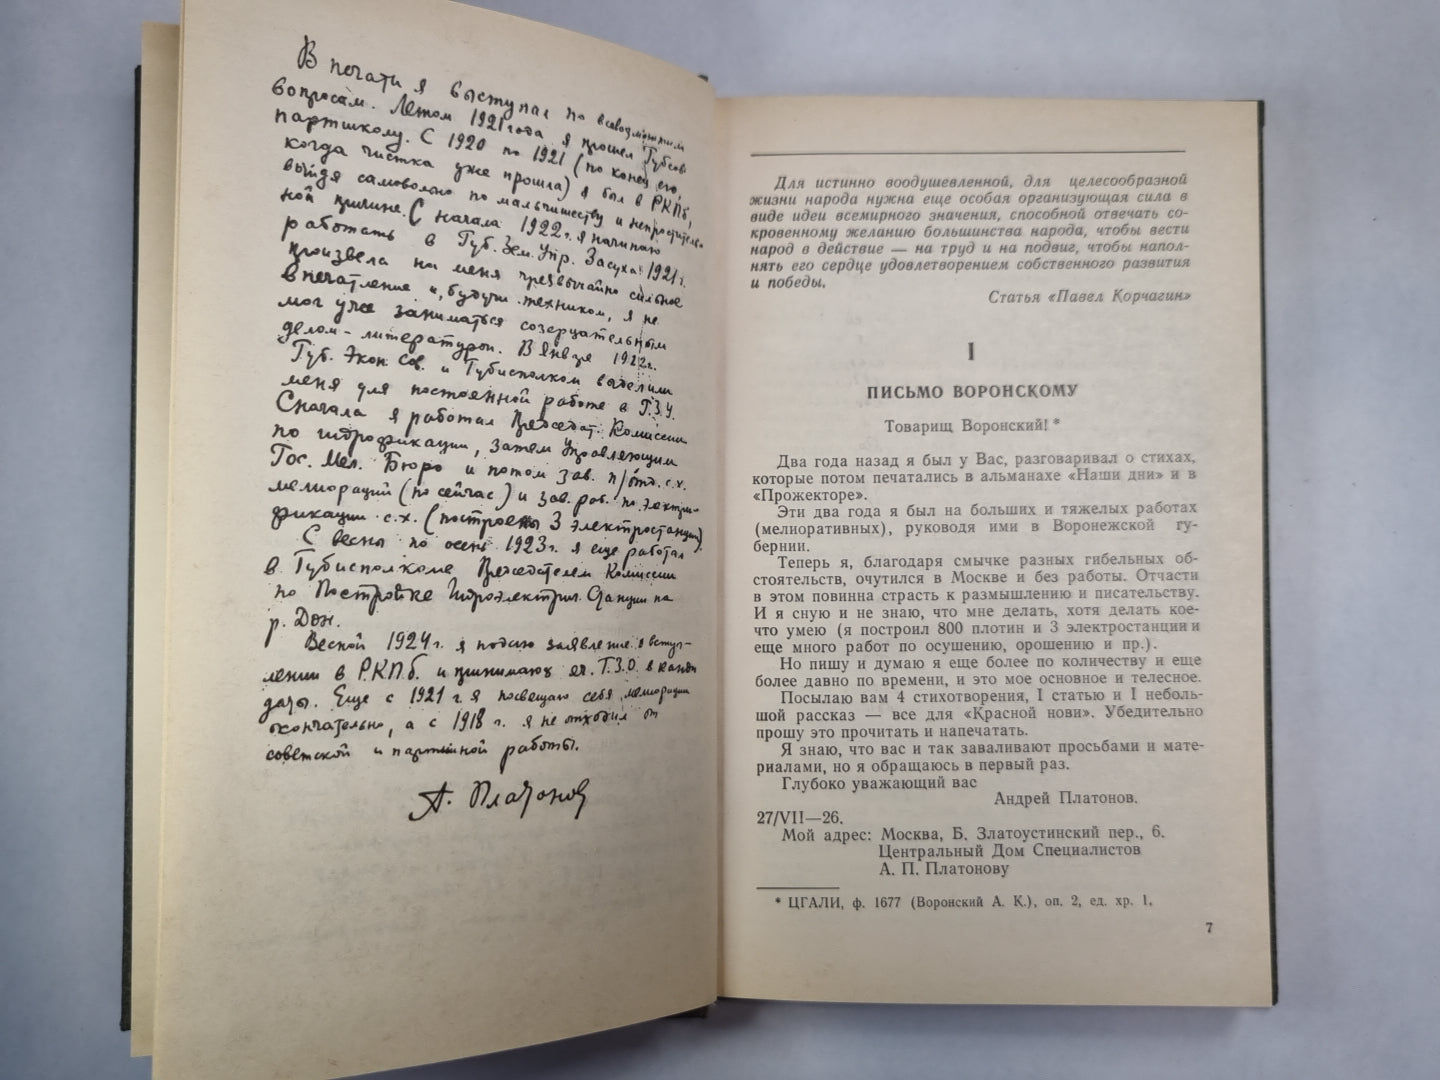 В печати я выступал по всевозможным
вопросам. Летом 1921 года я прошел Губсов
партшколу. С 1920 по 1921 (по конец его,
когда чистка уже прошла) я был в РКПб,
выйдя самовольно по мальчишеству и непроститель
ной причине. С начала 1922 г. я начинаю
работать в Губ. Зем. Упр. Засуха 1921 г.
произвела на меня чрезвычайно сильное
впечатление и, будучи техником, я не
мог уже заниматься созерцательным
делом – литературой. В Январе 1922 г.
Губ. Экон. Сов. и Губисполком выделили
меня для постоянной работы в Г.З.У.
Сначала я работал Председат. Комиссии
по гидрофикации, затем Управляющим
Гос. Мел. Бюро и потом зав. п/отд. с.х.
мелиораций (по сейчас) и зав. раб. по электри-
фикации с.х. (построены 3 электростанции).
С весны по осень 1923 г. я еще работал
в Губисполкоме Председателем Комиссии
по Постройке Гидроэлектрич. Станции на
р. Дон.
Весной 1924 г. я подаю заявление о вступ-
лении в Р.К.П.б. и принимают яч. Г.З.О. в канди
даты. Еще с 1921 г я посвещаю себя мелиорации
окончательно, а с 1918 г. я не отходил от
советской и партийной работы.
А. Платонов
Для истинно воодушевленной, для целесообразной
жизни народа нужна еще особая организующая сила в
виде идеи всемирного значения, способной отвечать со-
кровенному желанию большинства народа, чтобы вести
народ в действие — на труд и на подвиг, чтобы напол-
нять его сердце удовлетворением собственного развития
и победы.
Статья «Павел Корчагин»
I
ПИСЬМО ВОРОНСКОМУ
Товарищ Воронский! *
Два года назад я был у Вас, разговаривал о стихах,
которые потом печатались в альманахе «Наши дни» и в
«Прожекторе».
Эти два года я был на больших и тяжелых работах
(мелиоративных), руководя ими в Воронежской гу-
бернии.
Теперь я, благодаря смычке разных гибельных об-
стоятельств, очутился в Москве и без работы. Отчасти
в этом повинна страсть к размышлению и писательству.
И я сную и не знаю, что мне делать, хотя делать кое-
что умею (я построил 800 плотин и 3 электростанции и
еще много работ по осушению, орошению и пр.).
Но пишу и думаю я еще более по количеству и еще
более давно по времени, и это мое основное и телесное.
Посылаю вам 4 стихотворения, I статью и I неболь-
шой рассказ — все для «Красной нови». Убедительно
прошу это прочитать и напечатать.
Я знаю, что вас и так заваливают просьбами и мате-
риалами, но я обращаюсь в первый раз.
Глубоко уважающий вас
Андрей Платонов.
27/VII—26.
Мой адрес: Москва, Б. Златоустинский пер., 6.
Центральный Дом Специалистов
А. П. Платонову
* ЦГАЛИ, ф. 1677 (Воронский А. К.), оп. 2, ед. хр. 1.
7